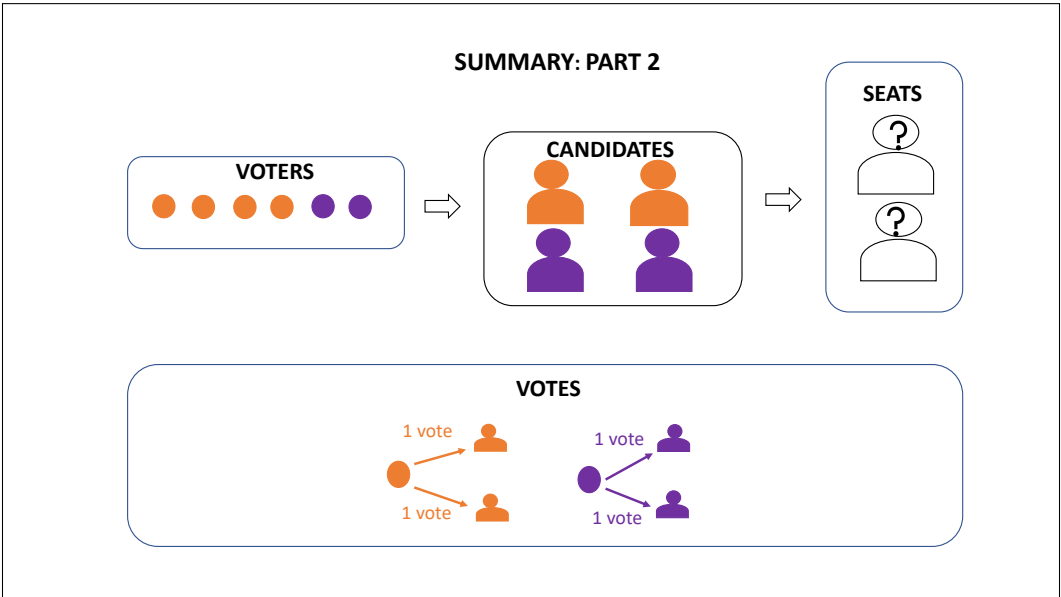 SUMMARY: PART 2
SEATS
?
?
VOTERS
CANDIDATES
VOTES
1 vote
1 vote
1 vote
1 vote